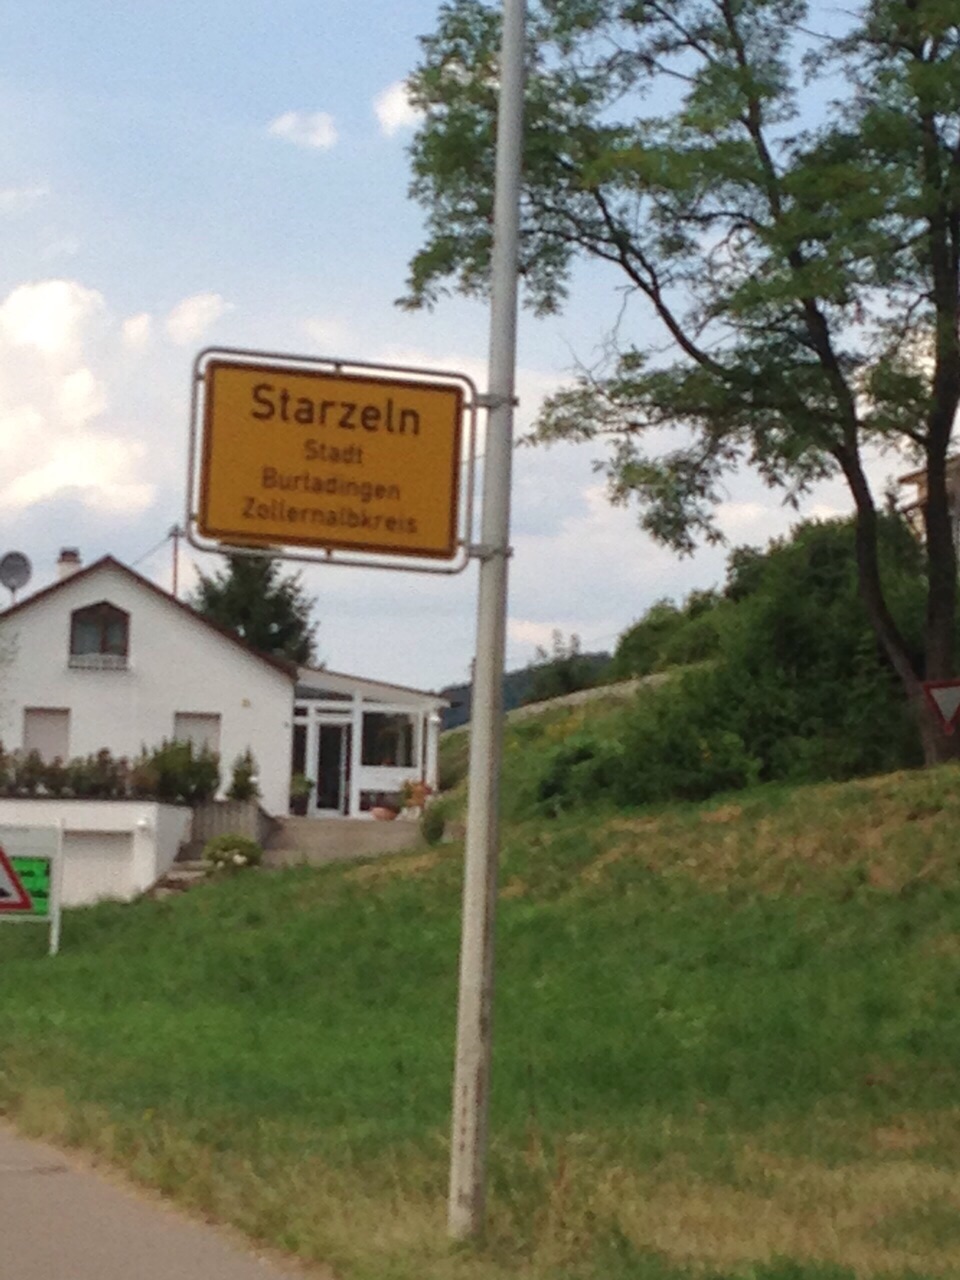 Starzeln
Stadt
Burladingen
Zollernalbkreis